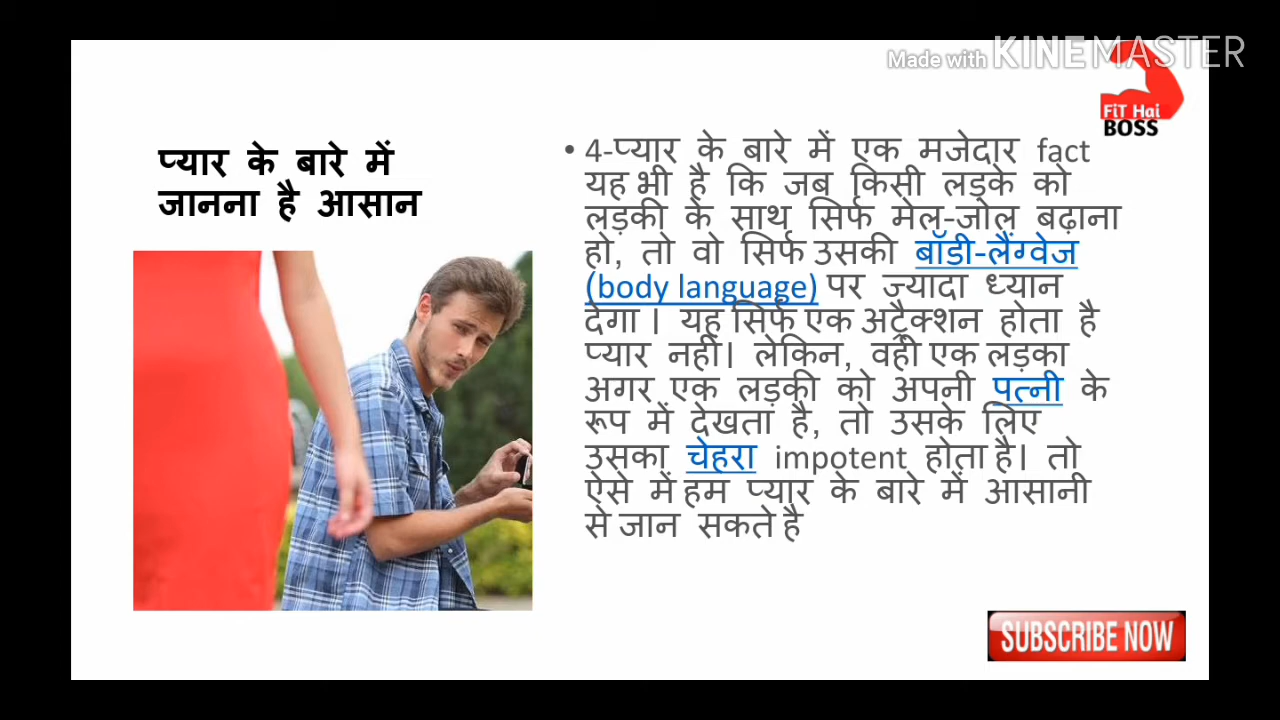 Made with KINEMASTER
FiT Hai
BOSS
प्यार के बारे में
जानना है आसान
• 4-प्यार के बारे में एक मजेदार fact
यह भी है कि जब किसी लड़के को
लड़की के साथ सिर्फ मेल-जोल बढ़ाना
हो, तो वो सिर्फ उसकी बॉडी-लैंग्वेज
(body language) पर ज्यादा ध्यान
देगा। यह सिर्फ एक अट्रैक्शन होता है
प्यार नहीं। लेकिन, वही एक लड़का
अगर एक लड़की को अपनी पत्नी के
रूप में देखता है, तो उसके लिए
उसका चेहरा impotent होता है। तो
ऐसे में हम प्यार के बारे में आसानी
से जान सकते है
SUBSCRIBE NOW